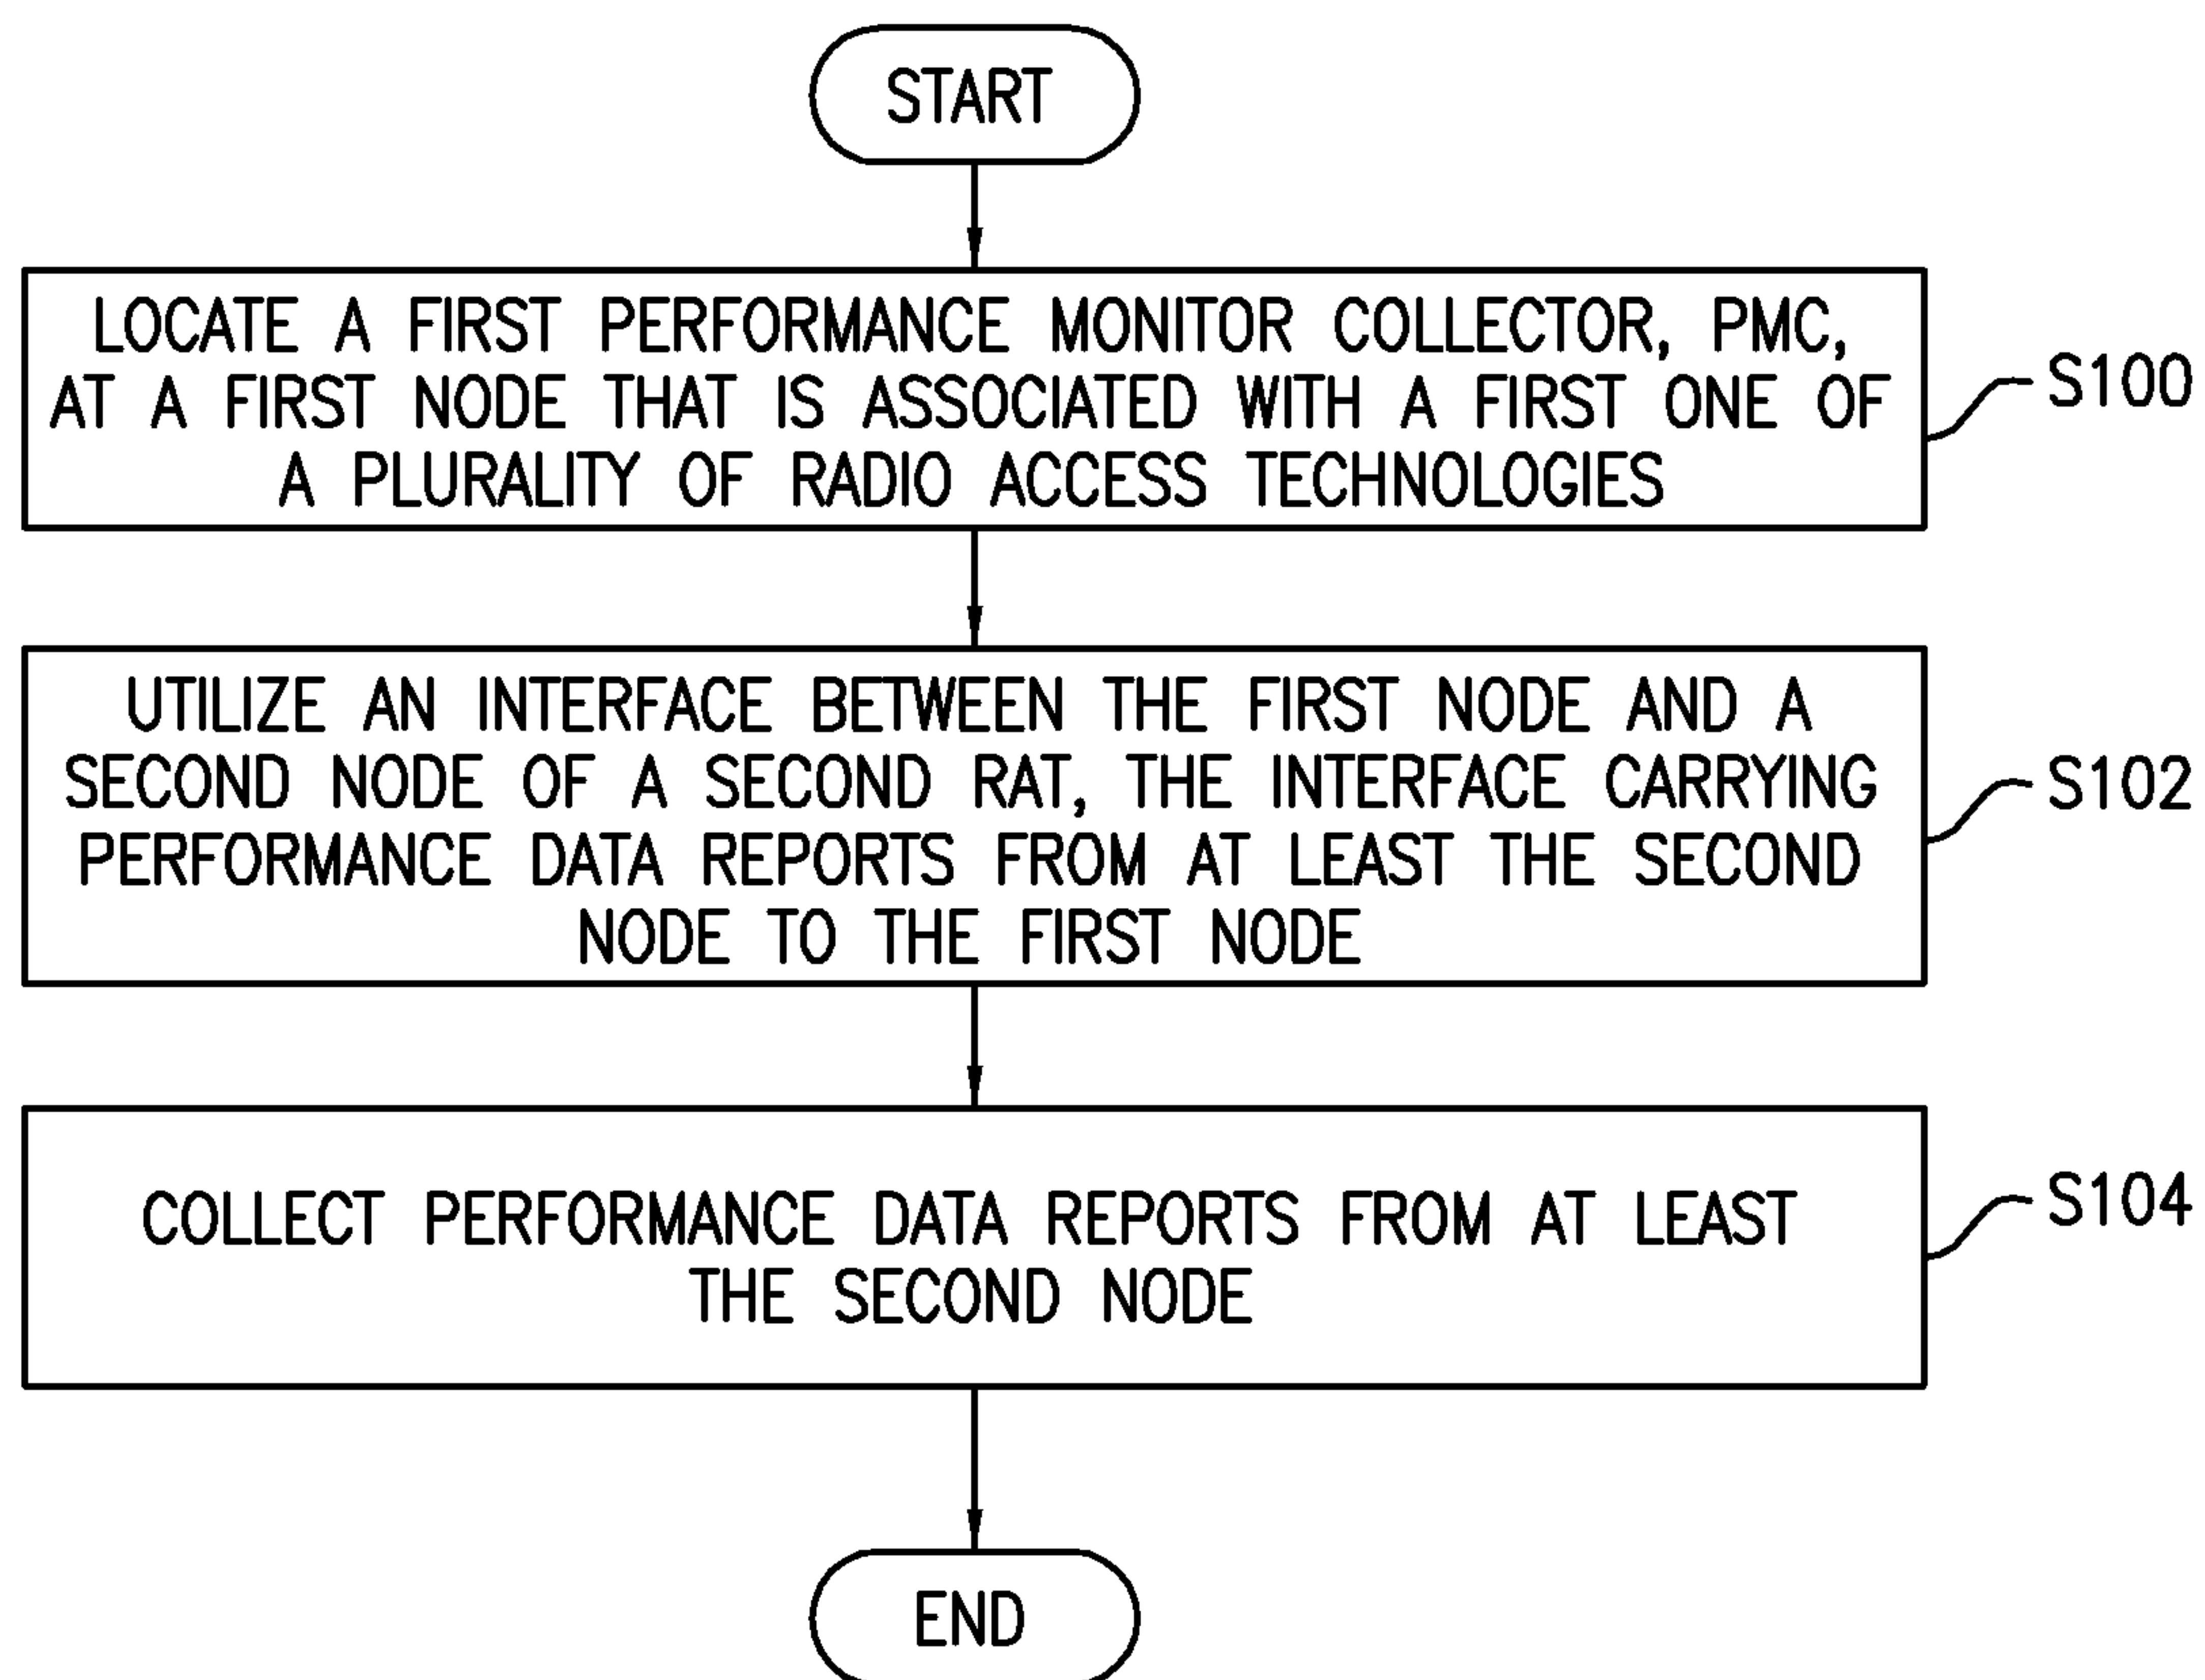 START
LOCATE A FIRST PERFORMANCE MONITOR COLLECTOR, PMC,
AT A FIRST NODE THAT IS ASSOCIATED WITH A FIRST ONE OF
A PLURALITY OF RADIO ACCESS TECHNOLOGIES
S100
UTILIZE AN INTERFACE BETWEEN THE FIRST NODE AND A
SECOND NODE OF A SECOND RAT, THE INTERFACE CARRYING
PERFORMANCE DATA REPORTS FROM AT LEAST THE SECOND
NODE TO THE FIRST NODE
S102
COLLECT PERFORMANCE DATA REPORTS FROM AT LEAST
THE SECOND NODE
S104
END